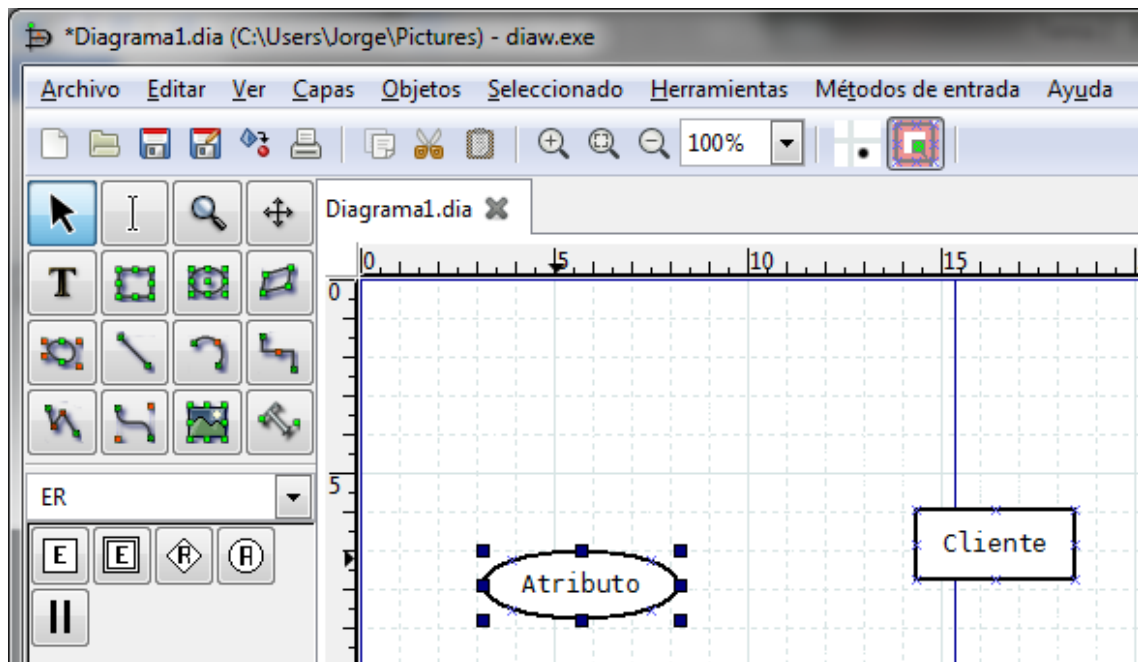 *Diagrama1.dia (C:\Users\Jorge\Pictures) - diaw.exe
Archivo Editar Ver Capas Objetos Seleccionado Herramientas Métodos de entrada Ayuda
100%
Diagrama1.dia
0 5 10 15
T
0
5
ER
E E R A
Cliente
Atributo